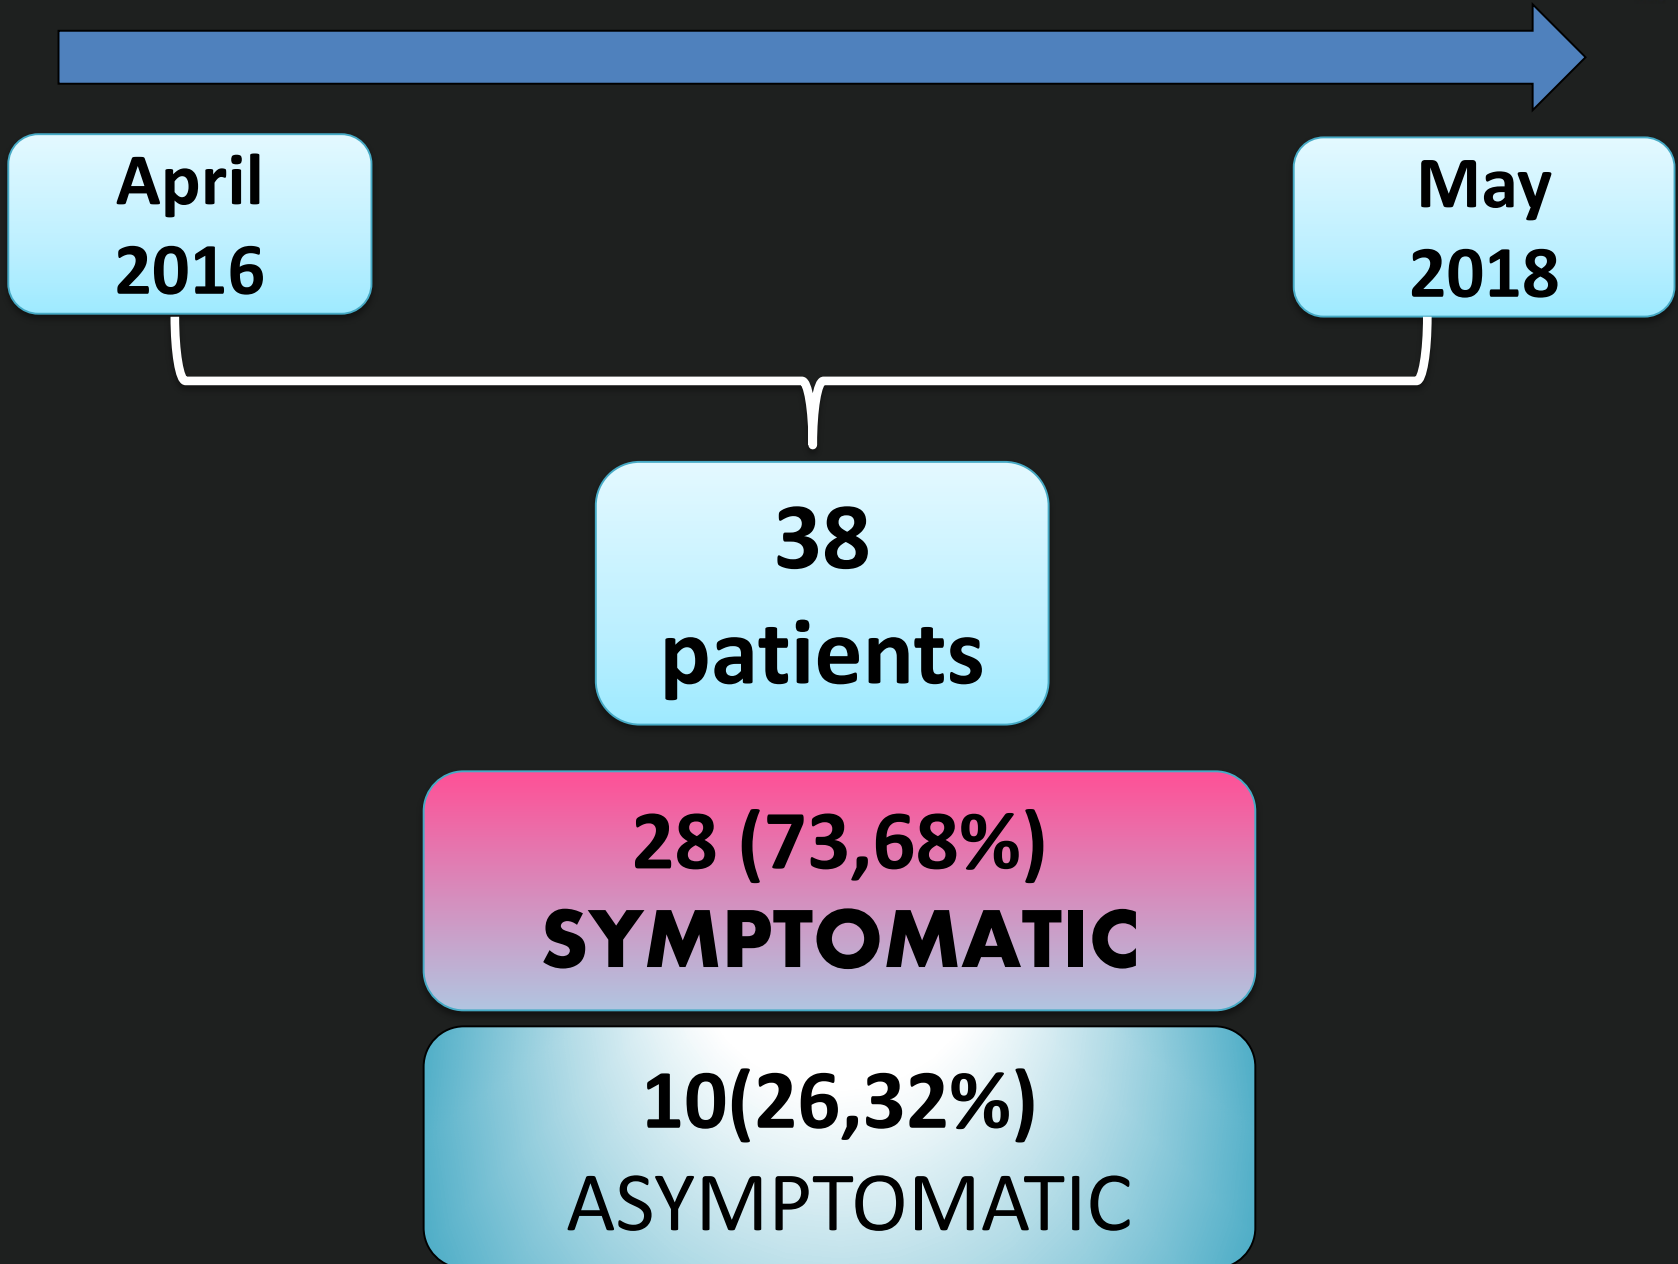 April
2016
May
2018
38
patients
28 (73,68%)
SYMPTOMATIC
10(26,32%)
ASYMPTOMATIC